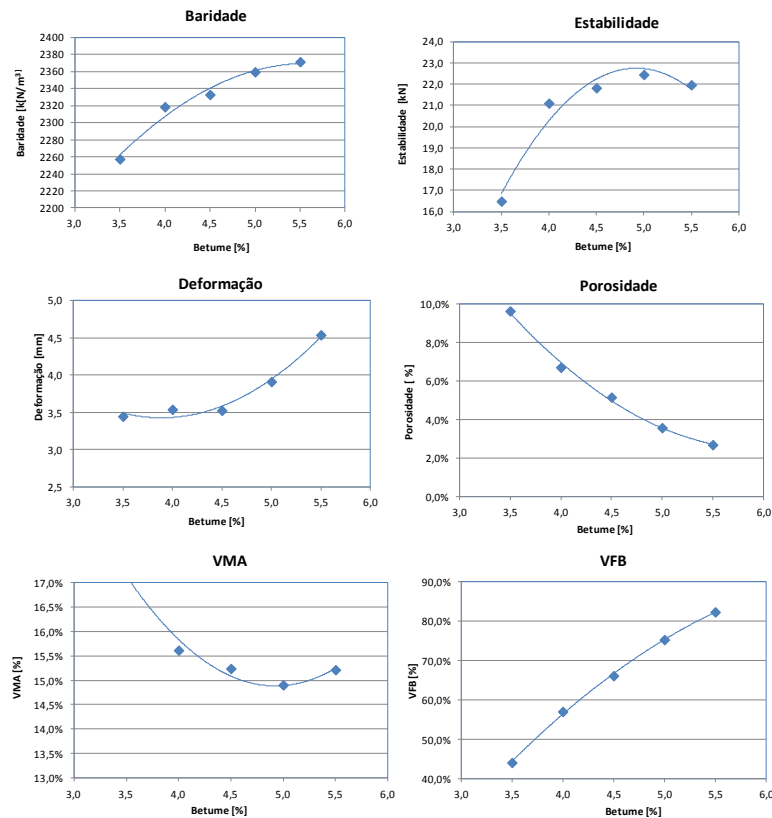 Baridade
Baridade [k(N/m³]
2400
2380
2360
2340
2320
2300
2280
2260
2240
2220
2200
3,0 3,5 4,0 4,5 5,0 5,5 6,0
Betume [%]
Estabilidade
Estabilidade [kN]
24,0
23,0
22,0
21,0
20,0
19,0
18,0
17,0
16,0
3,0 3,5 4,0 4,5 5,0 5,5 6,0
Betume [%]
Deformação
Deformação [mm]
5,0
4,5
4,0
3,5
3,0
2,5
3,0 3,5 4,0 4,5 5,0 5,5 6,0
Betume [%]
Porosidade
Porosidade [ %]
10,0%
8,0%
6,0%
4,0%
2,0%
0,0%
3,0 3,5 4,0 4,5 5,0 5,5 6,0
Betume [%]
VMA
VMA [%]
17,0%
16,5%
16,0%
15,5%
15,0%
14,5%
14,0%
13,5%
13,0%
3,0 3,5 4,0 4,5 5,0 5,5 6,0
Betume [%]
VFB
VFB [%]
90,0%
80,0%
70,0%
60,0%
50,0%
40,0%
3,0 3,5 4,0 4,5 5,0 5,5 6,0
Betume [%]